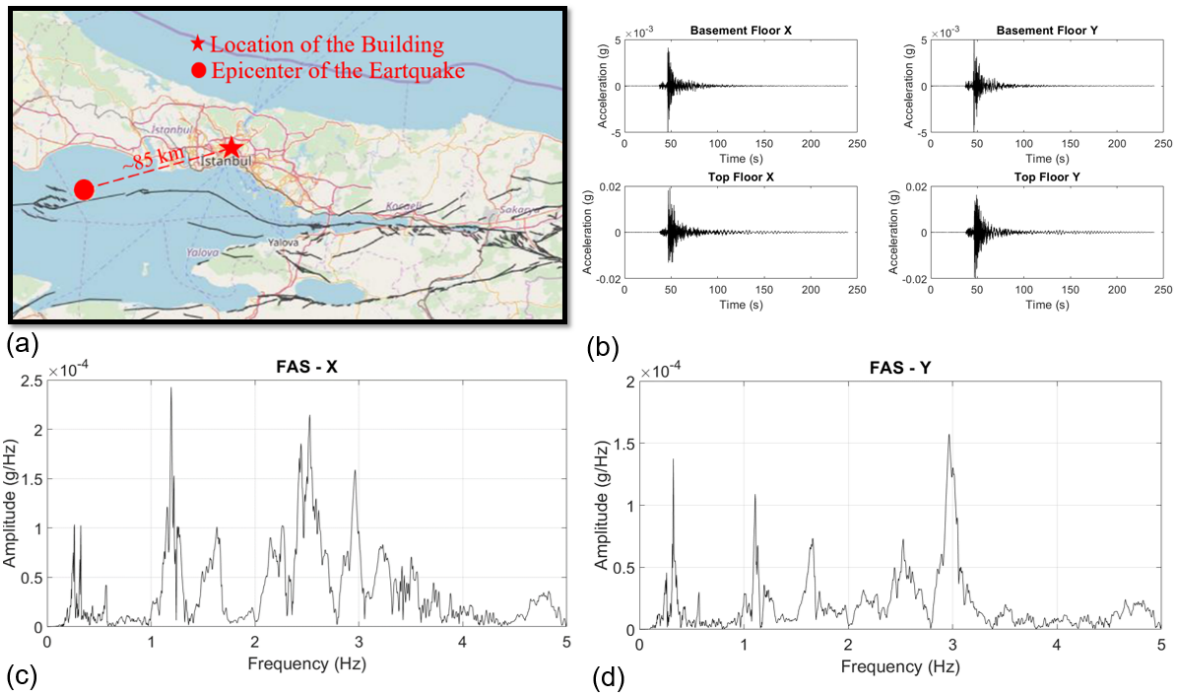 ★ Location of the Building
● Epicenter of the Eartquake
İstanbul
~85 km
İstanbul
Kocaeli
Sakarya
Yalova
Yalova
(a)
Basement Floor X
×10⁻³
5
0
-5
Acceleration (g)
0 50 100 150 200 250
Time (s)
Basement Floor Y
×10⁻³
5
0
-5
Acceleration (g)
0 50 100 150 200 250
Time (s)
Top Floor X
0.02
0
-0.02
Acceleration (g)
0 50 100 150 200 250
Time (s)
Top Floor Y
0.02
0
-0.02
Acceleration (g)
0 50 100 150 200 250
Time (s)
(b)
FAS - X
×10⁻⁴
2.5
2
1.5
1
0.5
0
Amplitude (g/Hz)
0 1 2 3 4 5
Frequency (Hz)
(c)
FAS - Y
×10⁻⁴
2
1.5
1
0.5
0
Amplitude (g/Hz)
0 1 2 3 4 5
Frequency (Hz)
(d)